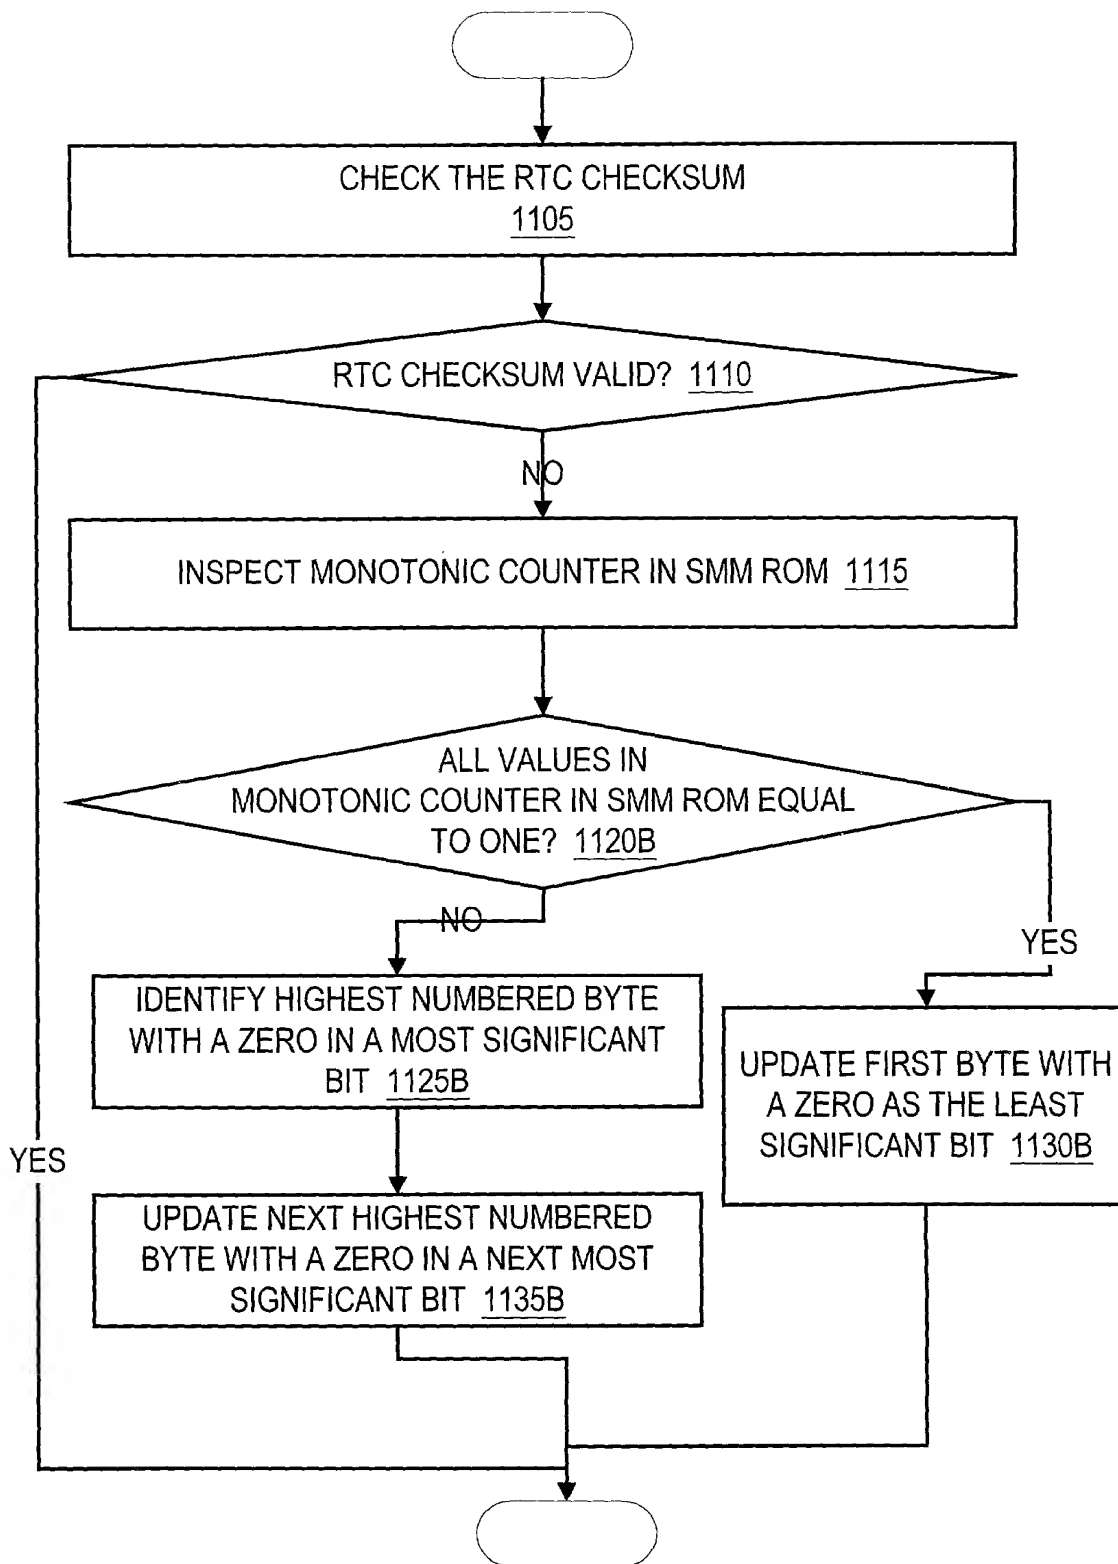 CHECK THE RTC CHECKSUM
1105
RTC CHECKSUM VALID? 1110
NO
INSPECT MONOTONIC COUNTER IN SMM ROM 1115
ALL VALUES IN
MONOTONIC COUNTER IN SMM ROM EQUAL
TO ONE? 1120B
NO
YES
IDENTIFY HIGHEST NUMBERED BYTE
WITH A ZERO IN A MOST SIGNIFICANT
BIT 1125B
UPDATE FIRST BYTE WITH
A ZERO AS THE LEAST
SIGNIFICANT BIT 1130B
YES
UPDATE NEXT HIGHEST NUMBERED
BYTE WITH A ZERO IN A NEXT MOST
SIGNIFICANT BIT 1135B